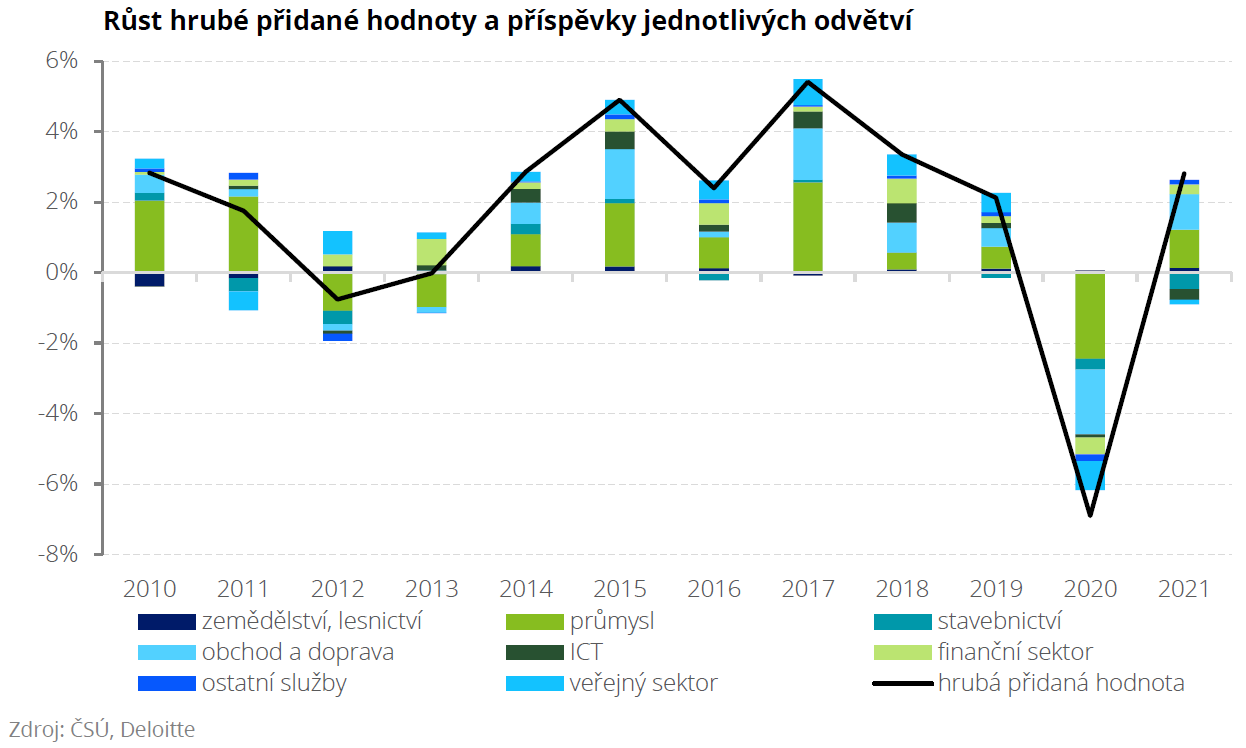 Růst hrubé přidané hodnoty a příspěvky jednotlivých odvětví
6%
4%
2%
0%
-2%
-4%
-6%
-8%
2010 2011 2012 2013 2014 2015 2016 2017 2018 2019 2020 2021
zemědělství, lesnictví průmysl stavebnictví
obchod a doprava ICT finanční sektor
ostatní služby veřejný sektor hrubá přidaná hodnota
Zdroj: ČSÚ, Deloitte